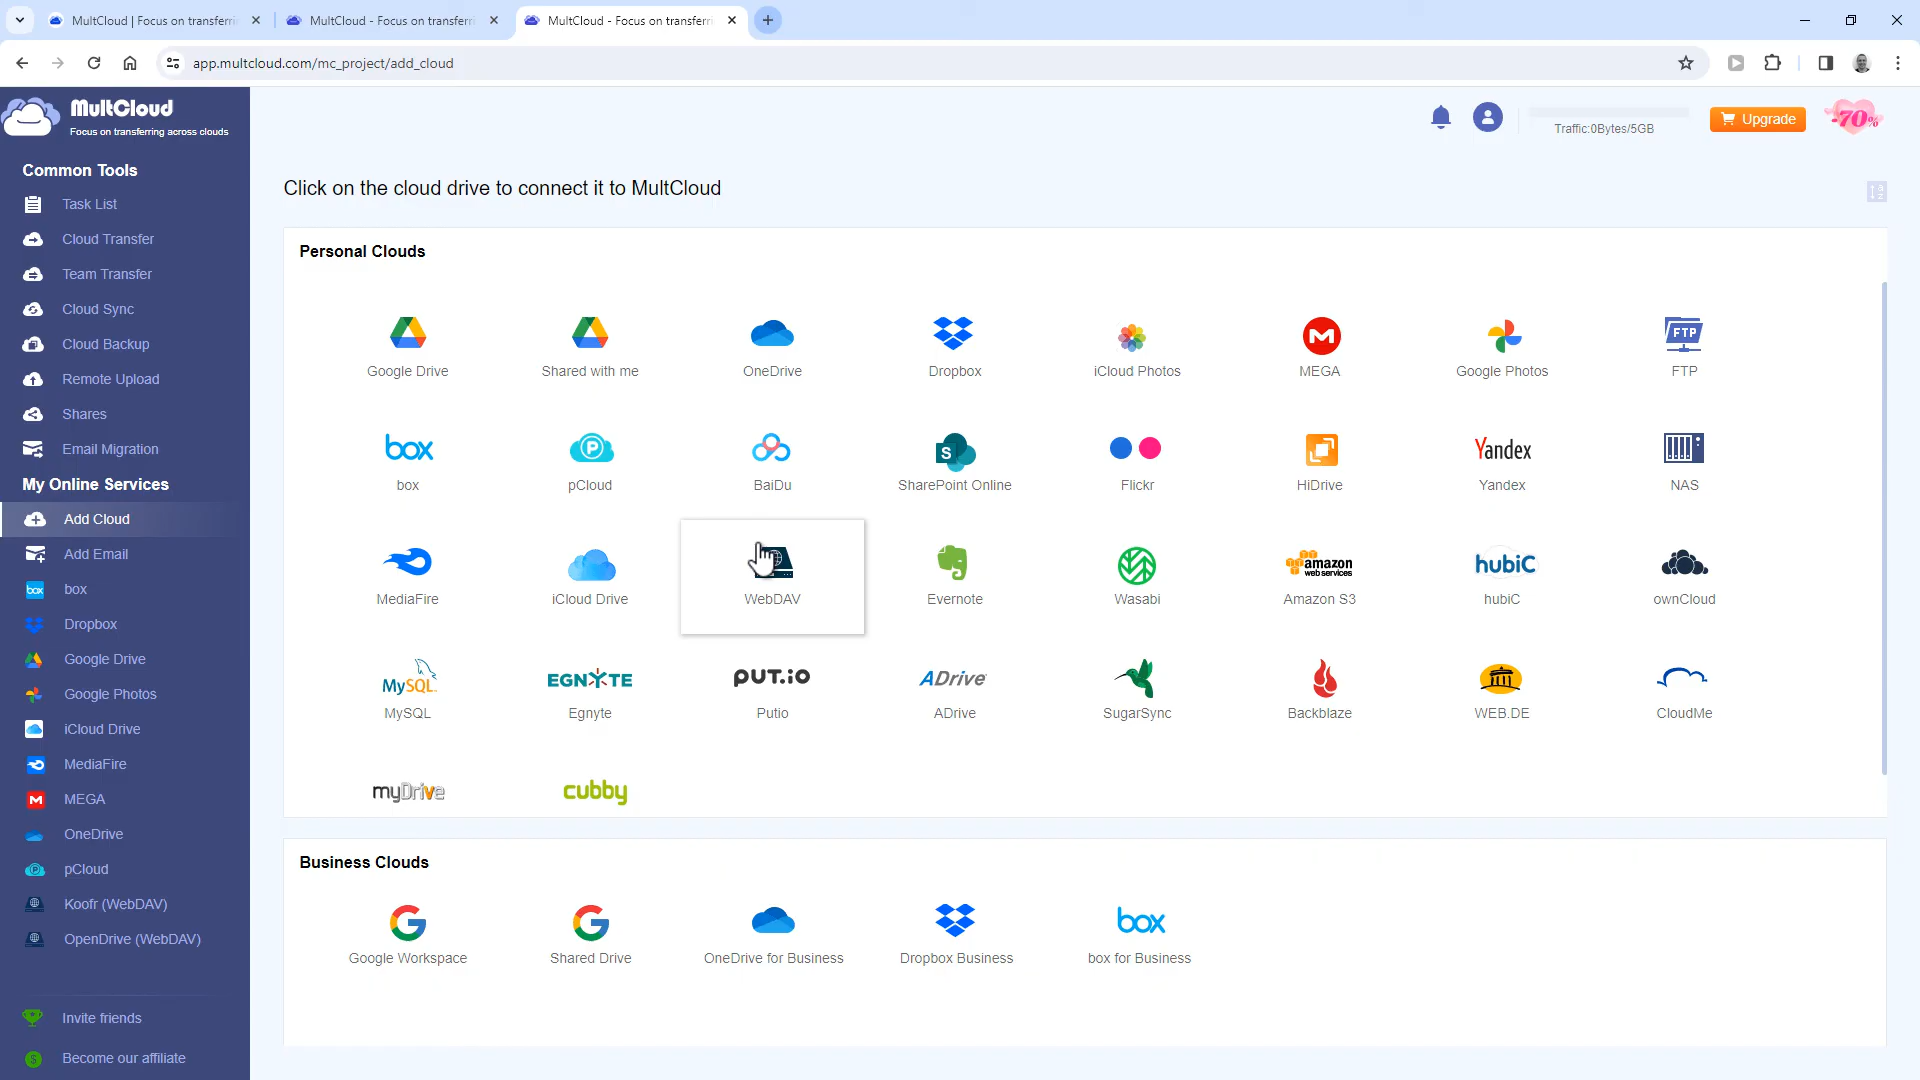 MultCloud | Focus on transferri
MultCloud - Focus on transferri
MultCloud - Focus on transferri
app.multcloud.com/mc_project/add_cloud
MultCloud
Focus on transferring across clouds
Traffic:0Bytes/5GB
Upgrade
-70%
Common Tools
Task List
Cloud Transfer
Team Transfer
Cloud Sync
Cloud Backup
Remote Upload
Shares
Email Migration
My Online Services
Add Cloud
Add Email
box
box
Dropbox
Google Drive
Google Photos
iCloud Drive
MediaFire
MEGA
OneDrive
pCloud
Koofr (WebDAV)
OpenDrive (WebDAV)
Invite friends
Become our affiliate
Click on the cloud drive to connect it to MultCloud
Personal Clouds
FTP
Google Drive
Shared with me
OneDrive
Dropbox
iCloud Photos
MEGA
Google Photos
FTP
box
Yandex
box
pCloud
BaiDu
SharePoint Online
Flickr
HiDrive
Yandex
NAS
amazon
web services
hubiC
MediaFire
iCloud Drive
WebDAV
Evernote
Wasabi
Amazon S3
hubiC
ownCloud
MySQL
EGNYTE
PUT.IO
ADrive
MySQL
Egnyte
Putio
ADrive
SugarSync
Backblaze
WEB.DE
CloudMe
myDrive
cubby
Business Clouds
box
Google Workspace
Shared Drive
OneDrive for Business
Dropbox Business
box for Business